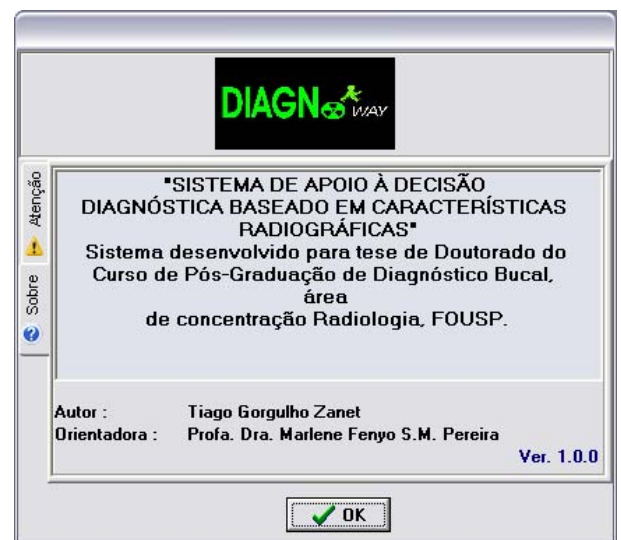 DIAGN WAY
Atenção
Sobre
"SISTEMA DE APOIO À DECISÃO
DIAGNÓSTICA BASEADO EM CARACTERÍSTICAS
RADIOGRÁFICAS"
Sistema desenvolvido para tese de Doutorado do
Curso de Pós-Graduação de Diagnóstico Bucal,
área
de concentração Radiologia, FOUSP.
Autor : Tiago Gorgulho Zanet
Orientadora : Profa. Dra. Marlene Fenyo S.M. Pereira
Ver. 1.0.0
OK